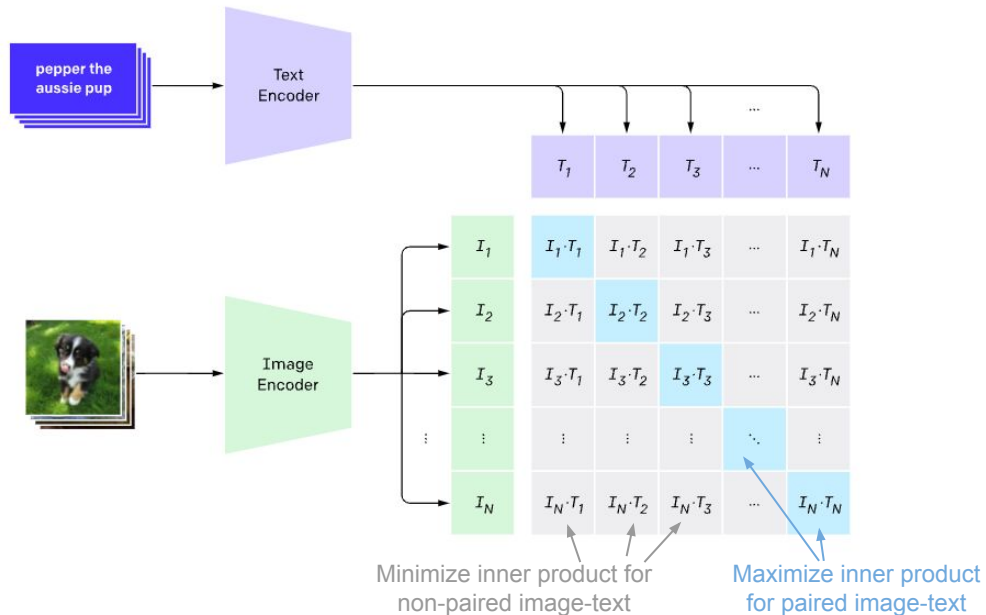 pepper the
aussie pup
Text
Encoder
...
T1 T2 T3 ... TN
I1 I1·T1 I1·T2 I1·T3 ... I1·TN
I2 I2·T1 I2·T2 I2·T3 ... I2·TN
Image
Encoder
I3 I3·T1 I3·T2 I3·T3 ... I3·TN
⋮ ⋮ ⋮ ⋮ ⋮ ⋱ ⋮
IN IN·T1 IN·T2 IN·T3 ... IN·TN
Minimize inner product for
non-paired image-text
Maximize inner product
for paired image-text